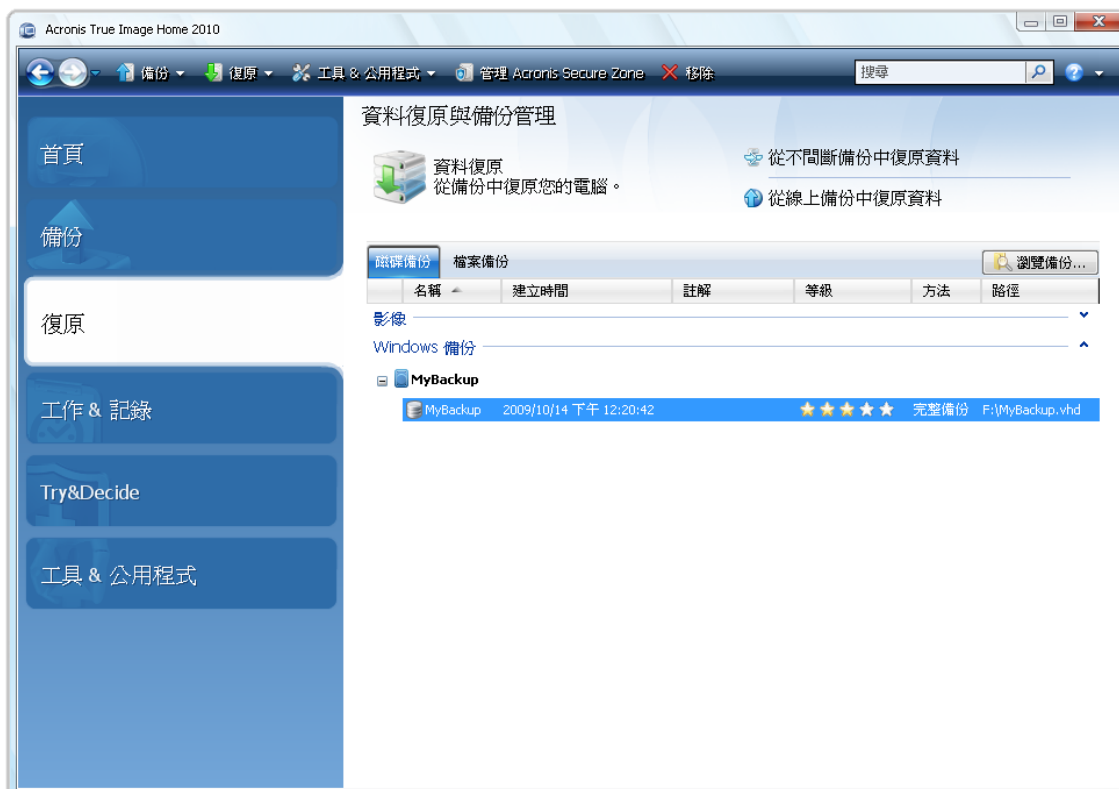 Acronis True Image Home 2010
備份 復原 工具 & 公用程式 管理 Acronis Secure Zone 移除 搜尋
首頁
備份
復原
工作 & 記錄
Try&Decide
工具 & 公用程式
資料復原與備份管理
資料復原
從備份中復原您的電腦。
從不間斷備份中復原資料
從線上備份中復原資料
磁碟備份 檔案備份 瀏覽備份...
名稱 建立時間 註解 等級 方法 路徑
影像
Windows 備份
MyBackup
MyBackup 2009/10/14 下午 12:20:42 完整備份 F:\MyBackup.vhd